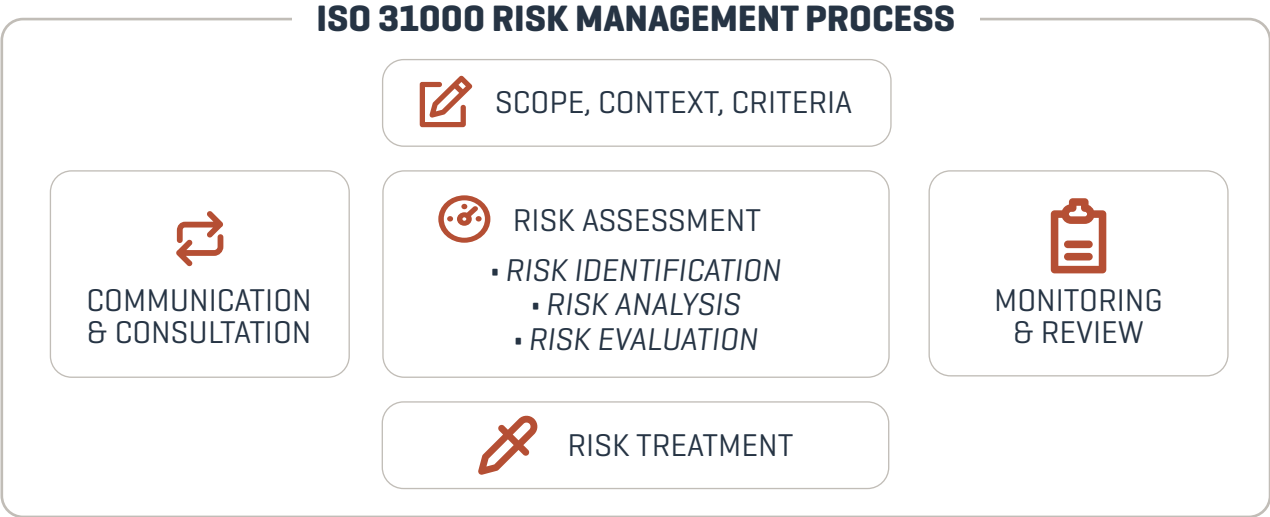 ISO 31000 RISK MANAGEMENT PROCESS
SCOPE, CONTEXT, CRITERIA
COMMUNICATION
& CONSULTATION
RISK ASSESSMENT
▪ RISK IDENTIFICATION
▪ RISK ANALYSIS
▪ RISK EVALUATION
MONITORING
& REVIEW
RISK TREATMENT